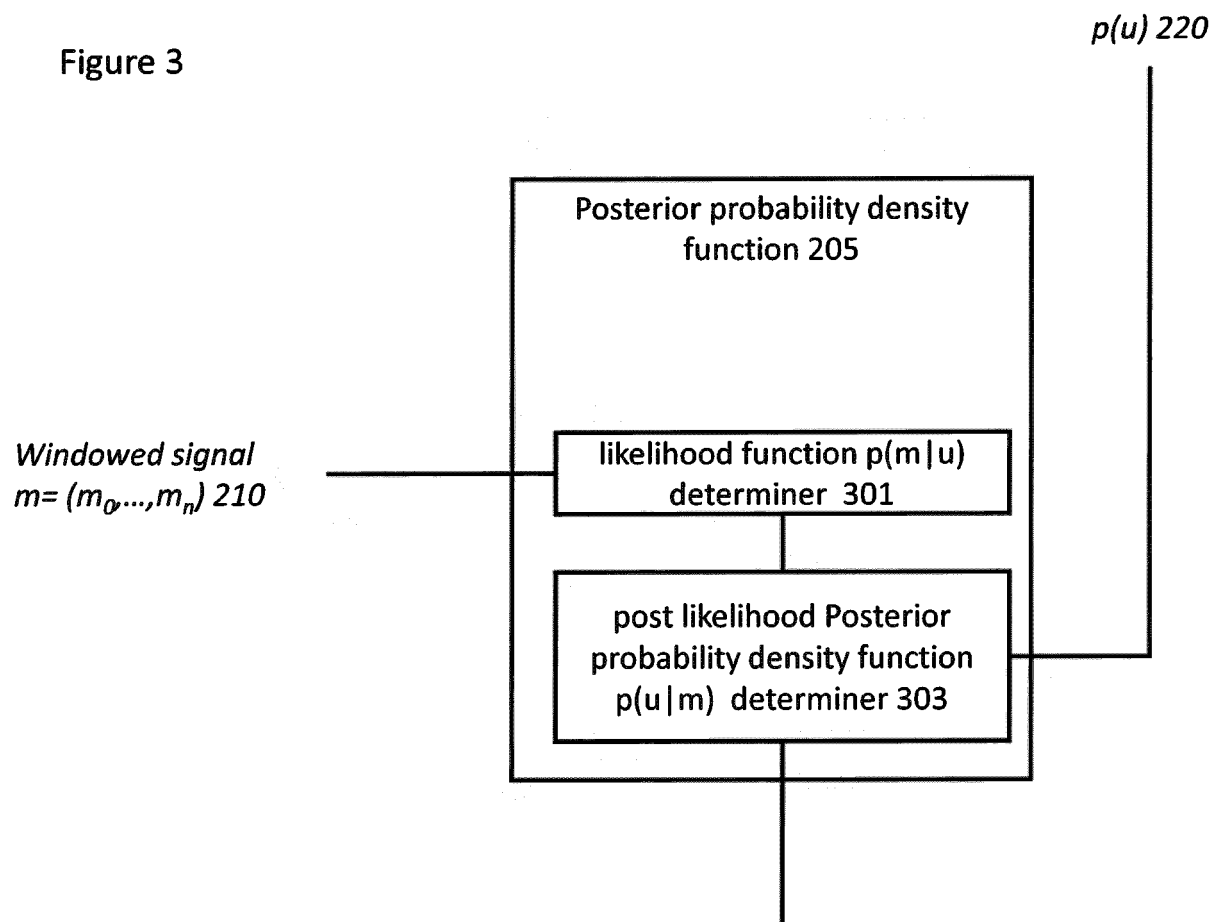 p(u) 220
Figure 3
Posterior probability density
function 205
Windowed signal
m= (m₀,...,mₙ) 210
likelihood function p(m|u)
determiner 301
post likelihood Posterior
probability density function
p(u|m) determiner 303